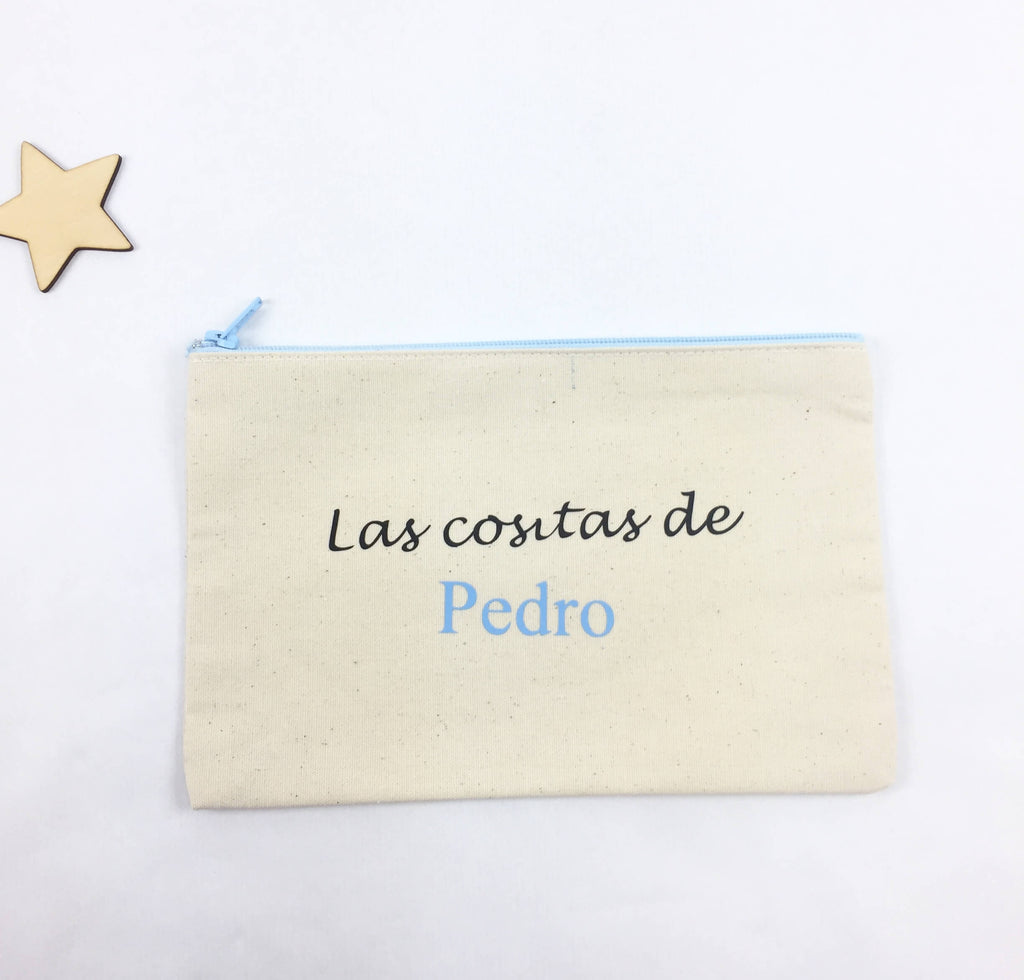 Las cositas de
Pedro